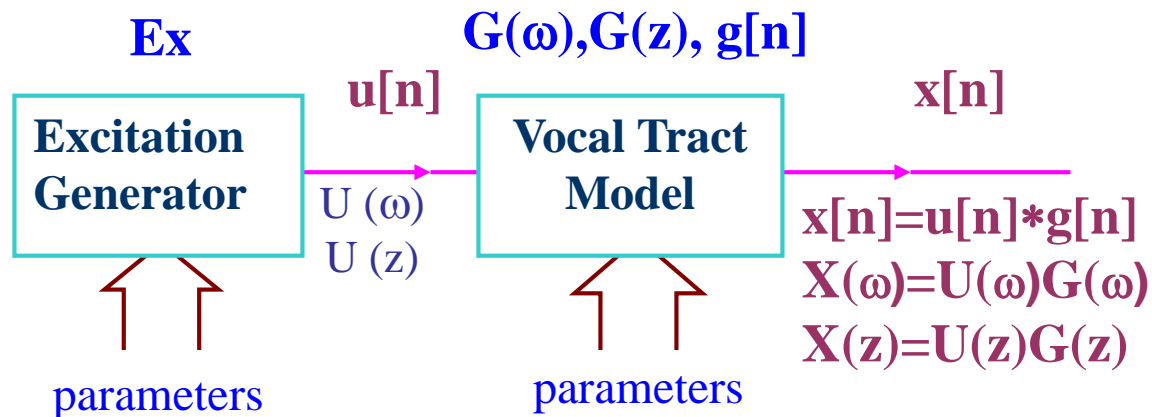 Ex
G(ω),G(z), g[n]
u[n]
x[n]
Excitation
Generator
U (ω)
U (z)
Vocal Tract
Model
x[n]=u[n]*g[n]
X(ω)=U(ω)G(ω)
X(z)=U(z)G(z)
parameters
parameters